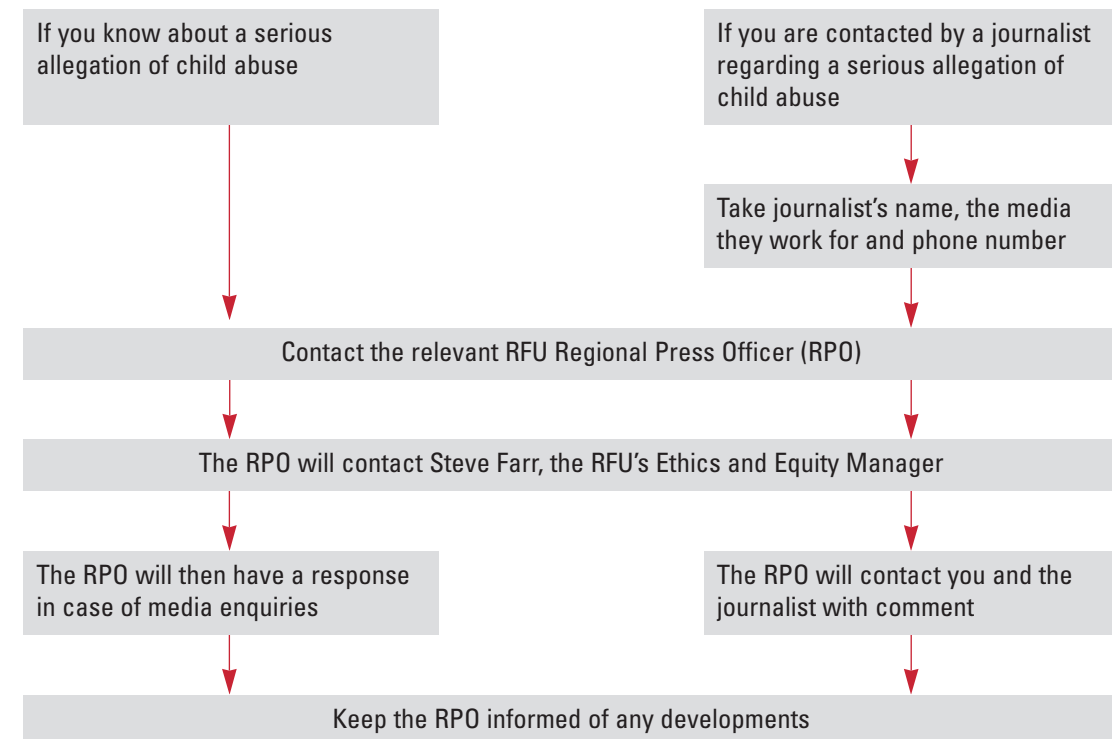 If you know about a serious
allegation of child abuse
If you are contacted by a journalist
regarding a serious allegation of
child abuse
Take journalist’s name, the media
they work for and phone number
Contact the relevant RFU Regional Press Officer (RPO)
The RPO will contact Steve Farr, the RFU’s Ethics and Equity Manager
The RPO will then have a response
in case of media enquiries
The RPO will contact you and the
journalist with comment
Keep the RPO informed of any developments